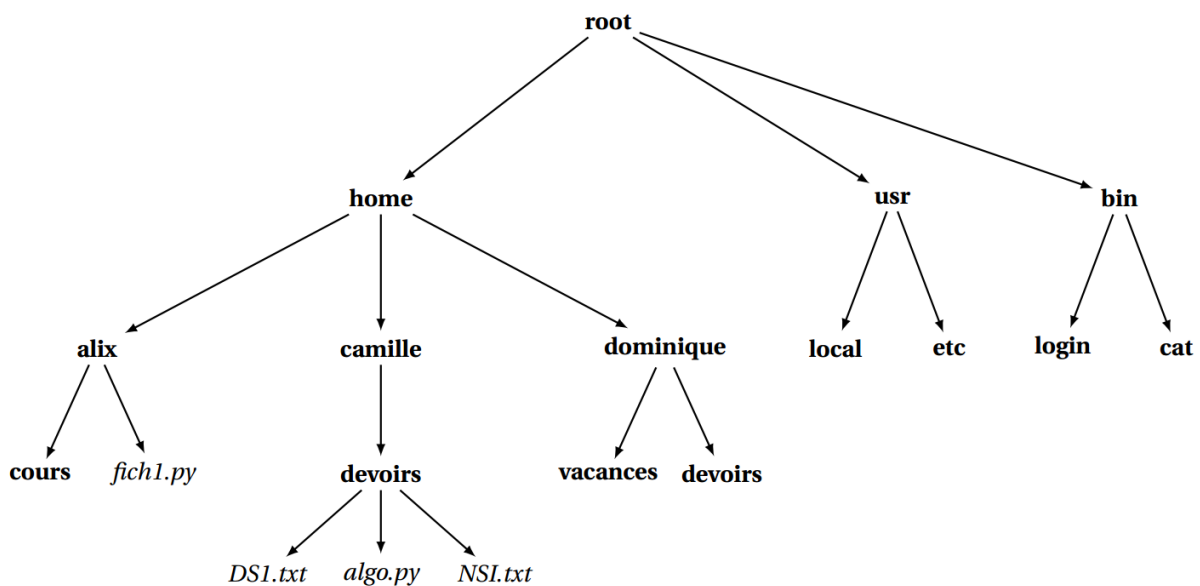 root
home
usr
bin
alix
camille
dominique
local
etc
login
cat
cours
fich1.py
devoirs
vacances
devoirs
DS1.txt
algo.py
NSI.txt